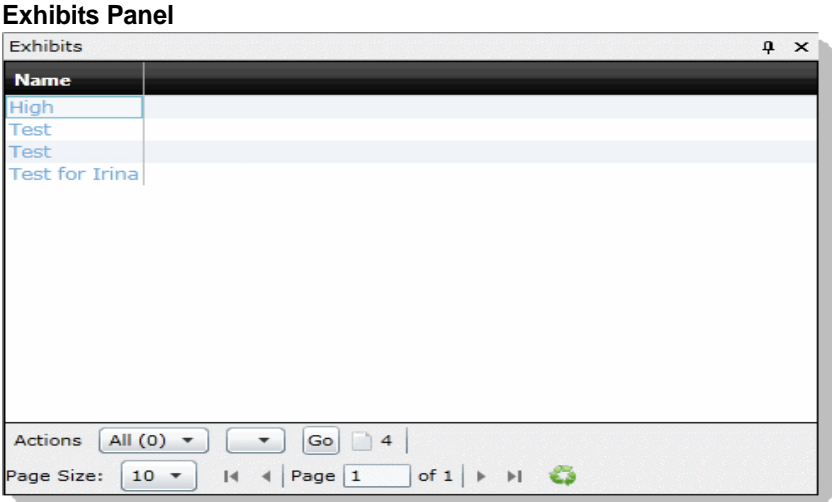 Exhibits Panel
Exhibits
Name
High
Test
Test
Test for Irina
Actions All (0) Go 4
Page Size: 10 Page 1 of 1